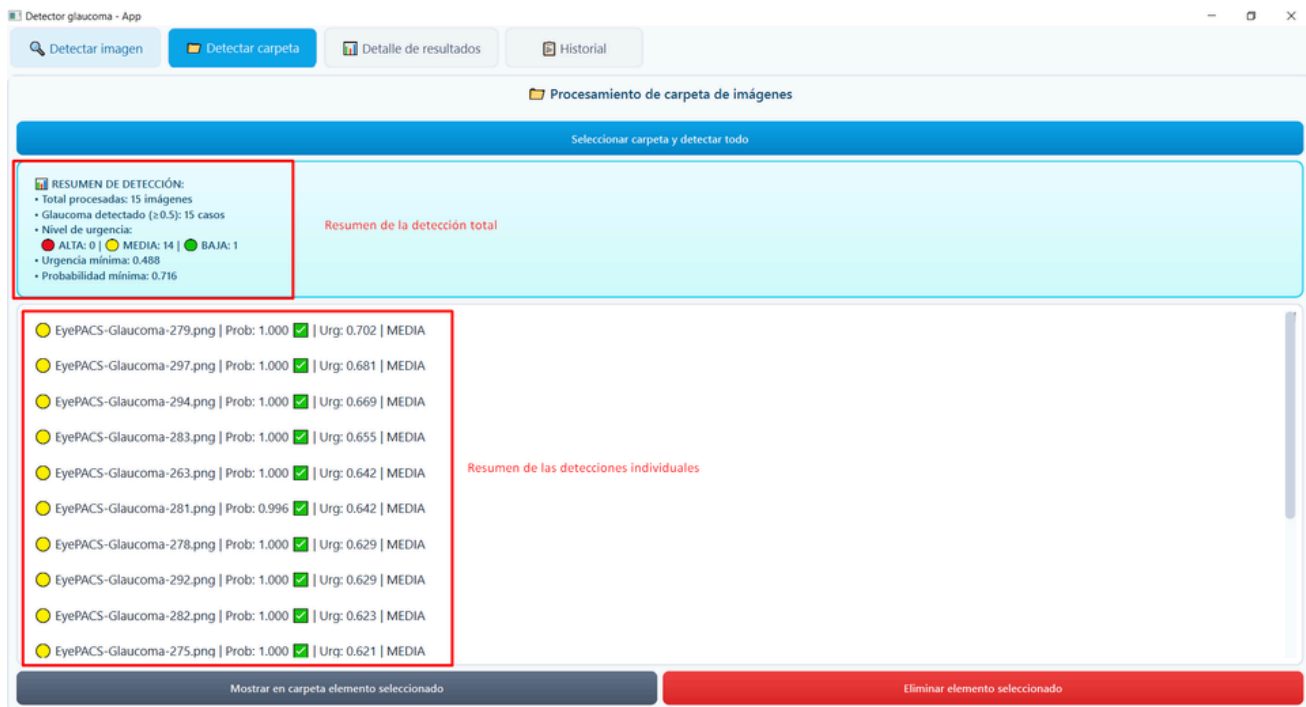 Detector glaucoma - App
Detectar imagen
Detectar carpeta
Detalle de resultados
Historial
Procesamiento de carpeta de imágenes
Seleccionar carpeta y detectar todo
RESUMEN DE DETECCIÓN:
• Total procesadas: 15 imágenes
• Glaucoma detectado (≥0.5): 15 casos
• Nivel de urgencia:
ALTA: 0 | MEDIA: 14 | BAJA: 1
• Urgencia mínima: 0.488
• Probabilidad mínima: 0.716
Resumen de la detección total
EyePACS-Glaucoma-279.png | Prob: 1.000 ✅ | Urg: 0.702 | MEDIA
EyePACS-Glaucoma-297.png | Prob: 1.000 ✅ | Urg: 0.681 | MEDIA
EyePACS-Glaucoma-294.png | Prob: 1.000 ✅ | Urg: 0.669 | MEDIA
EyePACS-Glaucoma-283.png | Prob: 1.000 ✅ | Urg: 0.655 | MEDIA
EyePACS-Glaucoma-263.png | Prob: 1.000 ✅ | Urg: 0.642 | MEDIA
EyePACS-Glaucoma-281.png | Prob: 0.996 ✅ | Urg: 0.642 | MEDIA
EyePACS-Glaucoma-278.png | Prob: 1.000 ✅ | Urg: 0.629 | MEDIA
EyePACS-Glaucoma-292.png | Prob: 1.000 ✅ | Urg: 0.629 | MEDIA
EyePACS-Glaucoma-282.png | Prob: 1.000 ✅ | Urg: 0.623 | MEDIA
EyePACS-Glaucoma-275.png | Prob: 1.000 ✅ | Urg: 0.621 | MEDIA
Resumen de las detecciones individuales
Mostrar en carpeta elemento seleccionado
Eliminar elemento seleccionado